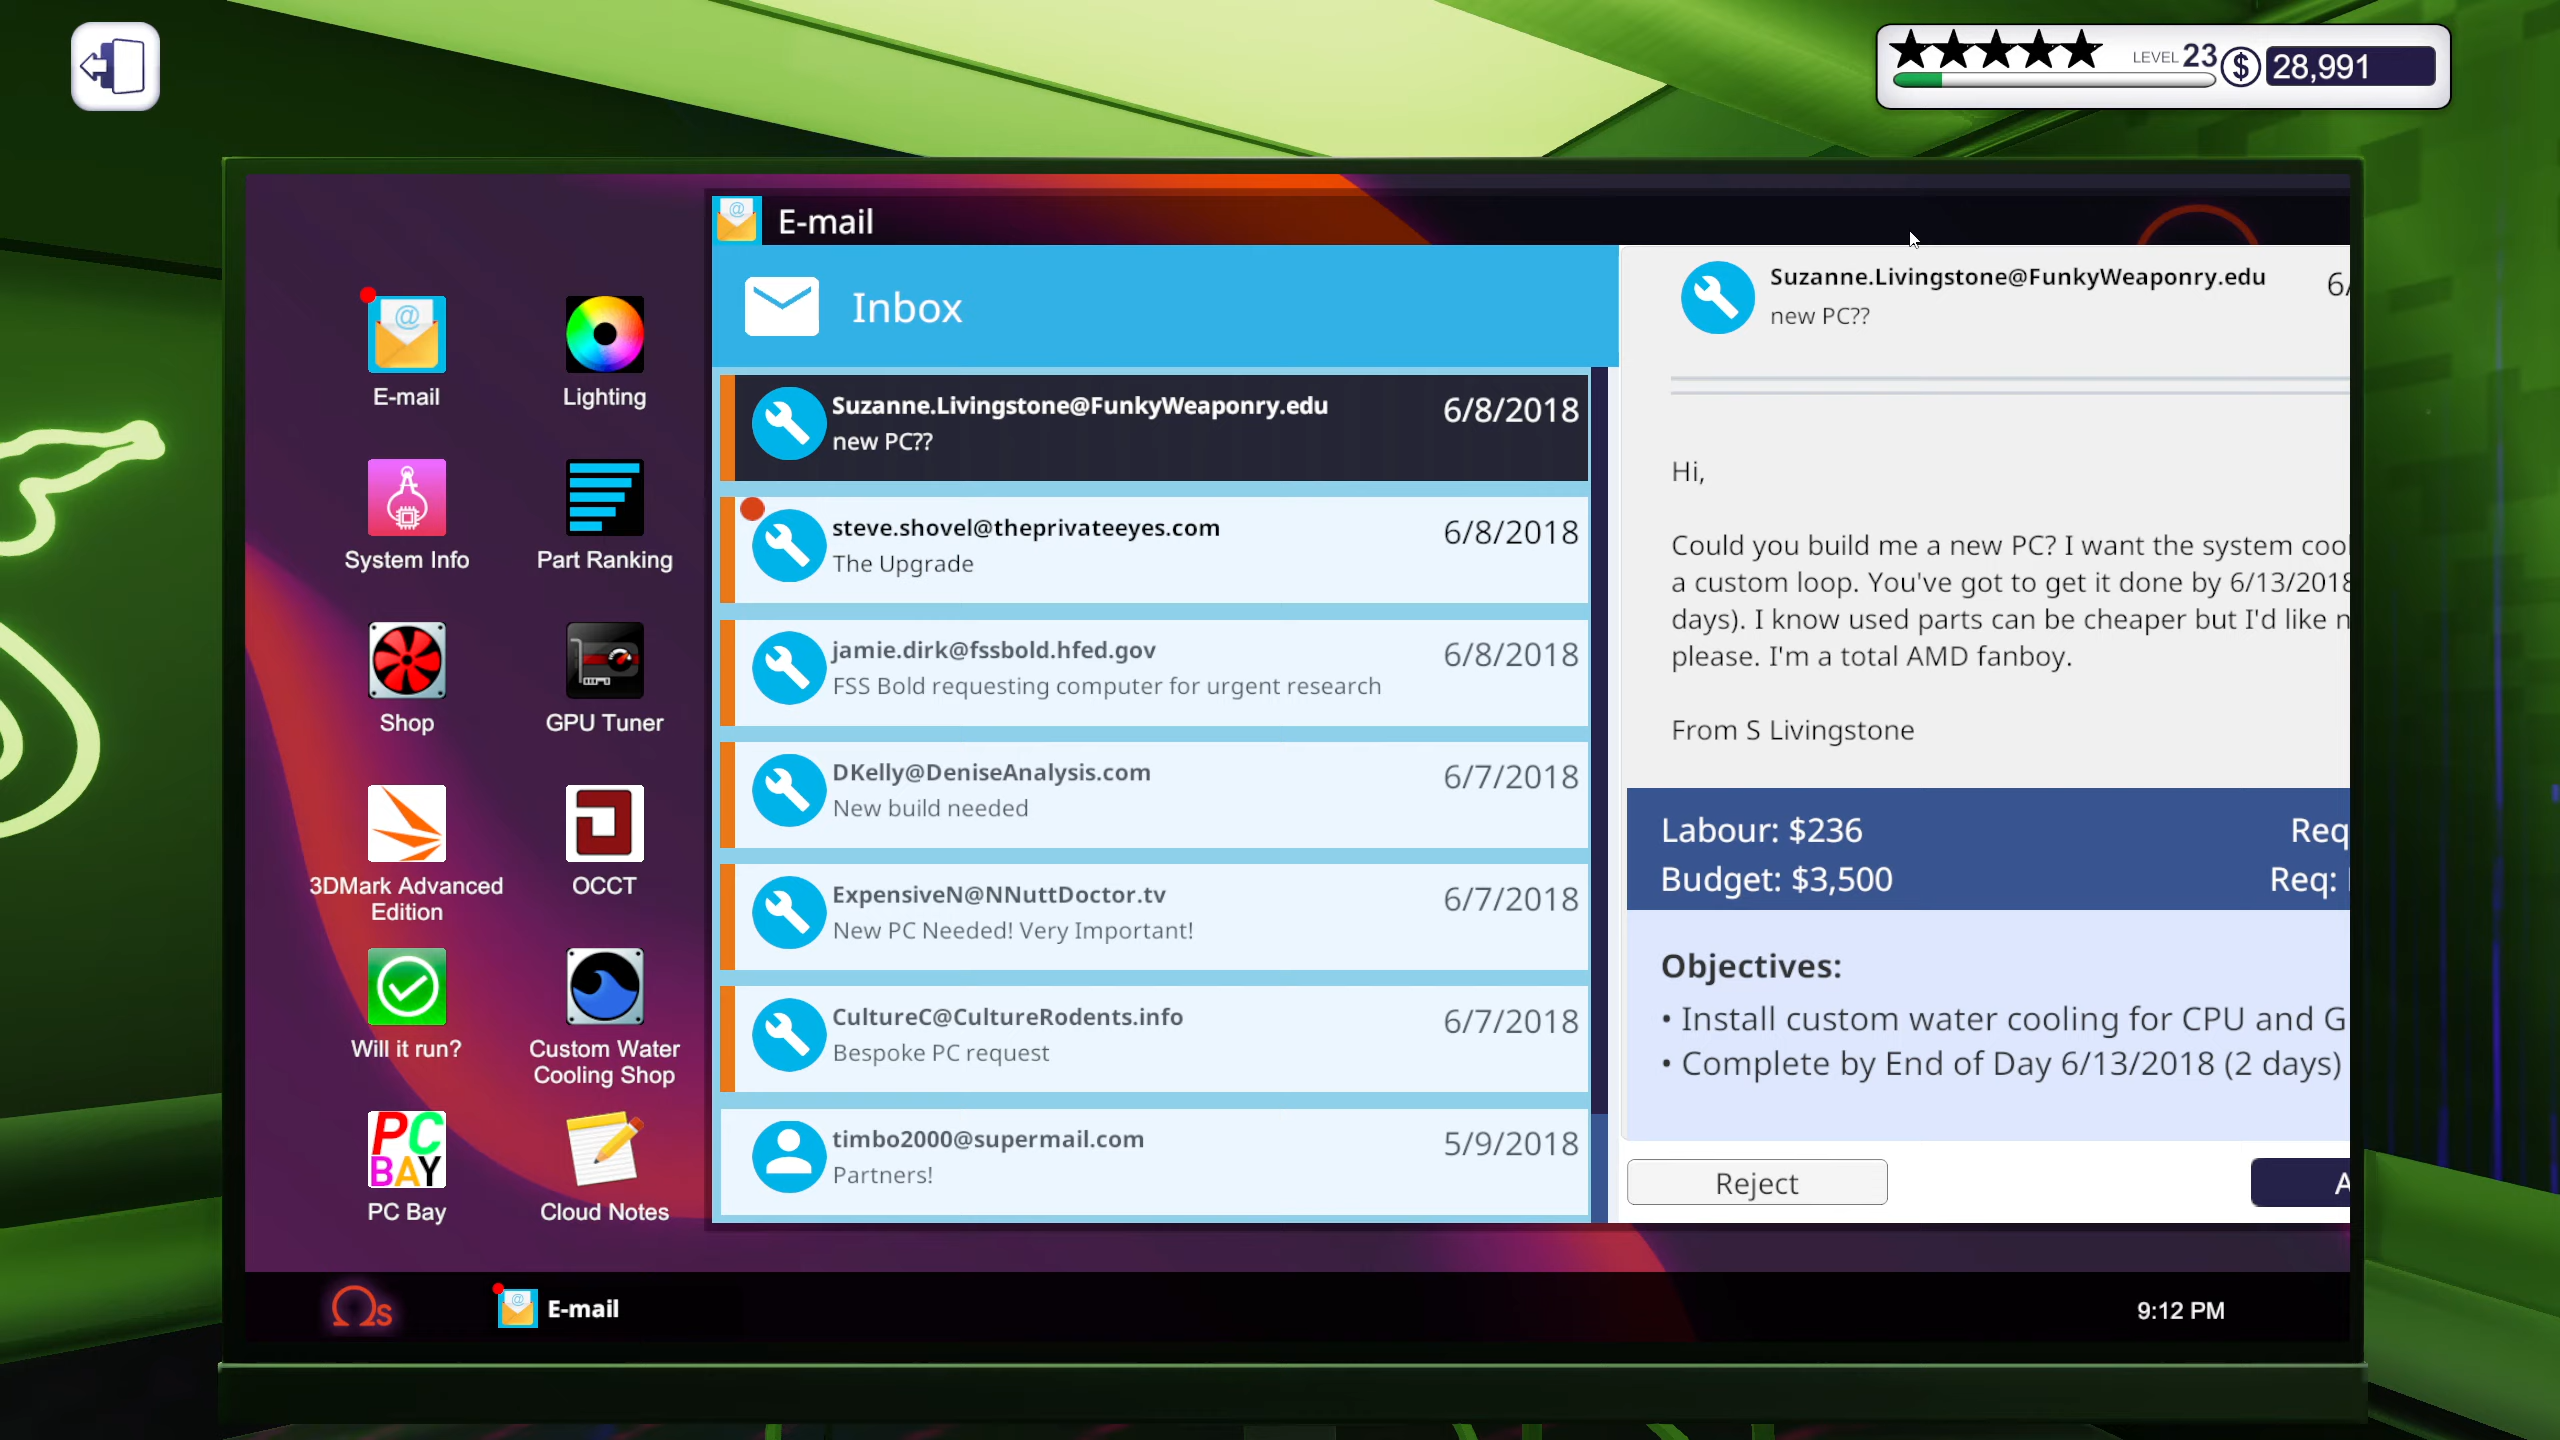 LEVEL 23 $ 28,991
E-mail
E-mail
Lighting
System Info
Part Ranking
Shop
GPU Tuner
3DMark Advanced
Edition
OCCT
Will it run?
Custom Water
Cooling Shop
PC
BAY
PC Bay
Cloud Notes
Inbox
Suzanne.Livingstone@FunkyWeaponry.edu 6/8/2018
new PC??
steve.shovel@theprivateeyes.com 6/8/2018
The Upgrade
jamie.dirk@fssbold.hfed.gov 6/8/2018
FSS Bold requesting computer for urgent research
DKelly@DeniseAnalysis.com 6/7/2018
New build needed
ExpensiveN@NNuttDoctor.tv 6/7/2018
New PC Needed! Very Important!
CultureC@CultureRodents.info 6/7/2018
Bespoke PC request
timbo2000@supermail.com 5/9/2018
Partners!
Suzanne.Livingstone@FunkyWeaponry.edu 6/
new PC??
Hi,
Could you build me a new PC? I want the system cool
a custom loop. You've got to get it done by 6/13/2018
days). I know used parts can be cheaper but I'd like n
please. I'm a total AMD fanboy.
From S Livingstone
Labour: $236 Req
Budget: $3,500 Req:
Objectives:
• Install custom water cooling for CPU and G
• Complete by End of Day 6/13/2018 (2 days)
Reject A
Ωs E-mail 9:12 PM